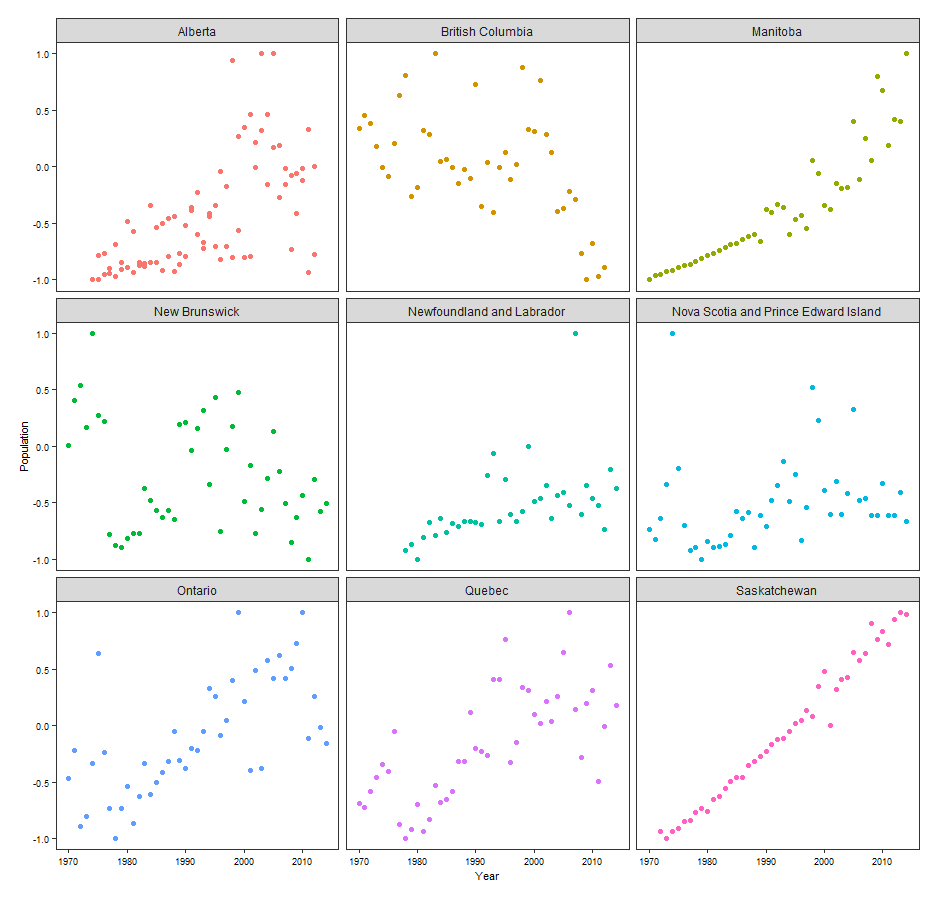 Alberta British Columbia Manitoba
1.0
0.5
0.0
-0.5
-1.0
New Brunswick Newfoundland and Labrador Nova Scotia and Prince Edward Island
1.0
0.5
0.0
-0.5
-1.0
Population
Ontario Quebec Saskatchewan
1.0
0.5
0.0
-0.5
-1.0
1970 1980 1990 2000 2010 1970 1980 1990 2000 2010 1970 1980 1990 2000 2010
Year